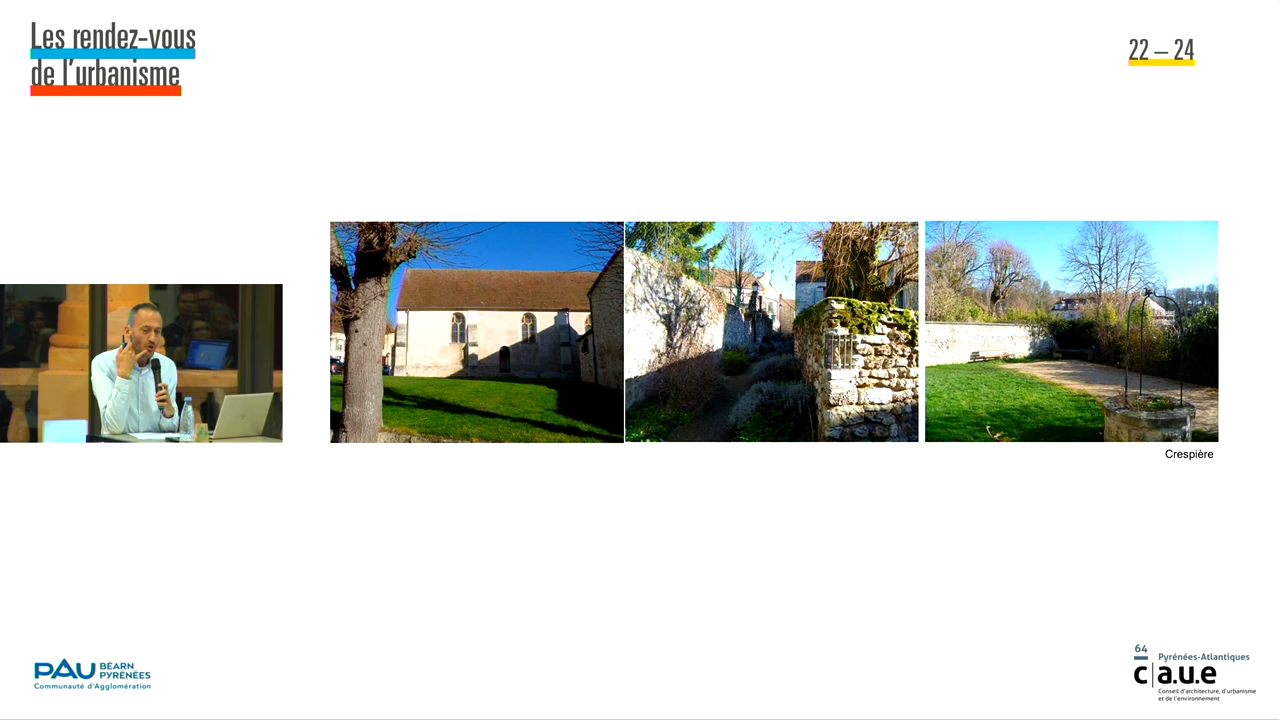 Les rendez-vous
de l'urbanisme
22 – 24
Crespière
PAU BÉARN
PYRÉNÉES
Communauté d'Agglomération
64
Pyrénées-Atlantiques
c|a.u.e
Conseil d'architecture, d'urbanisme
et de l'environnement